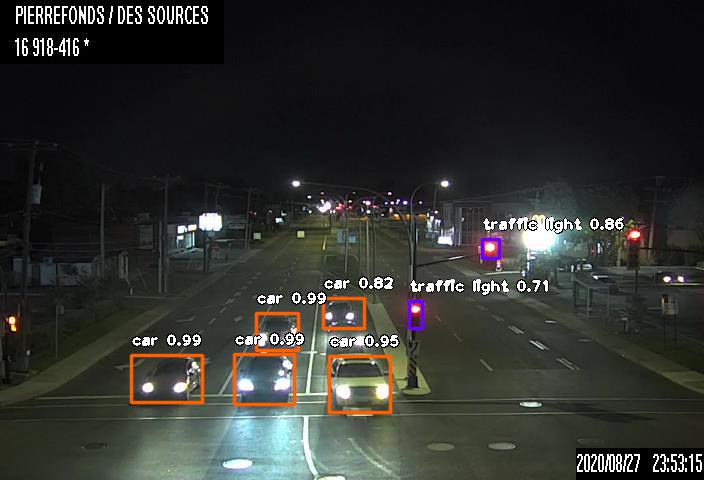 PIERREFONDS / DES SOURCES
16 918-416 *
traffic light 0.86
car 0.82
traffic light 0.71
car 0.99
car 0.99
car 0.99
car 0.95
2020/08/27 23:53:15